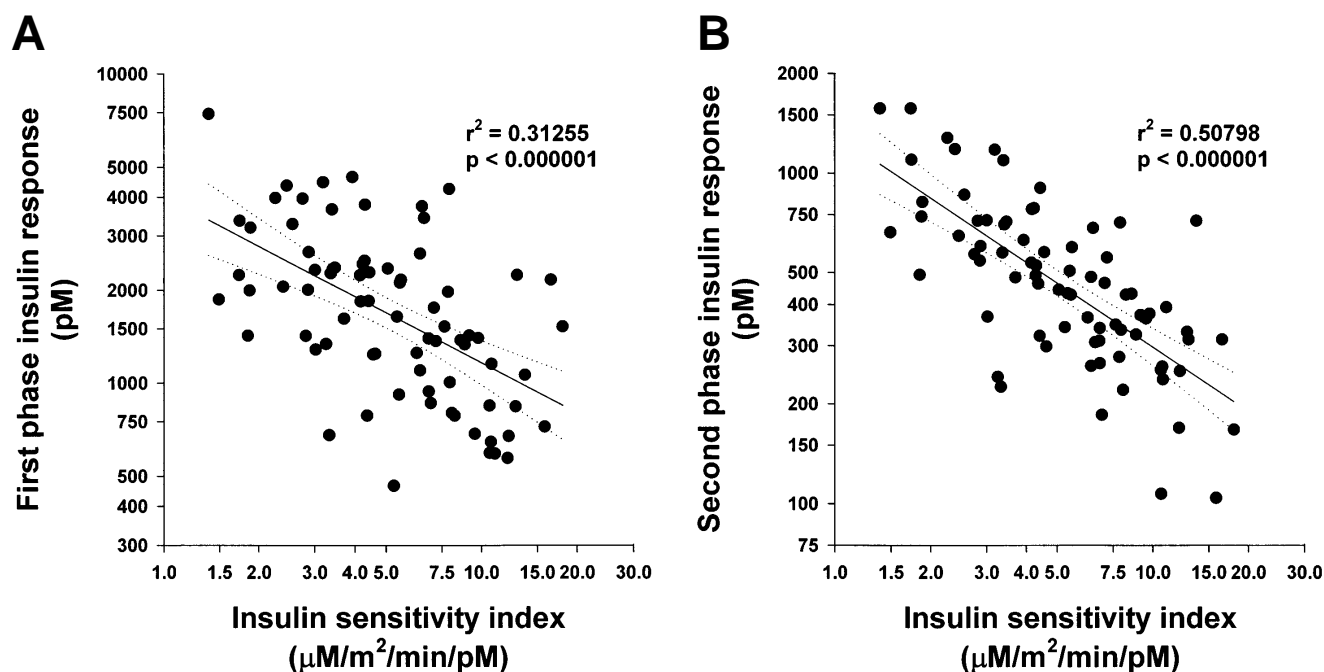 A
First phase insulin response
(pM)
10000
7500
5000
4000
3000
2000
1500
1000
750
500
400
300
r² = 0.31255
p < 0.000001
1.0 1.5 2.0 3.0 4.0 5.0 7.5 10.0 15.0 20.0 30.0
Insulin sensitivity index
(μM/m²/min/pM)
B
Second phase insulin response
(pM)
2000
1500
1000
750
500
400
300
200
150
100
75
r² = 0.50798
p < 0.000001
1.0 1.5 2.0 3.0 4.0 5.0 7.5 10.0 15.0 20.0 30.0
Insulin sensitivity index
(μM/m²/min/pM)